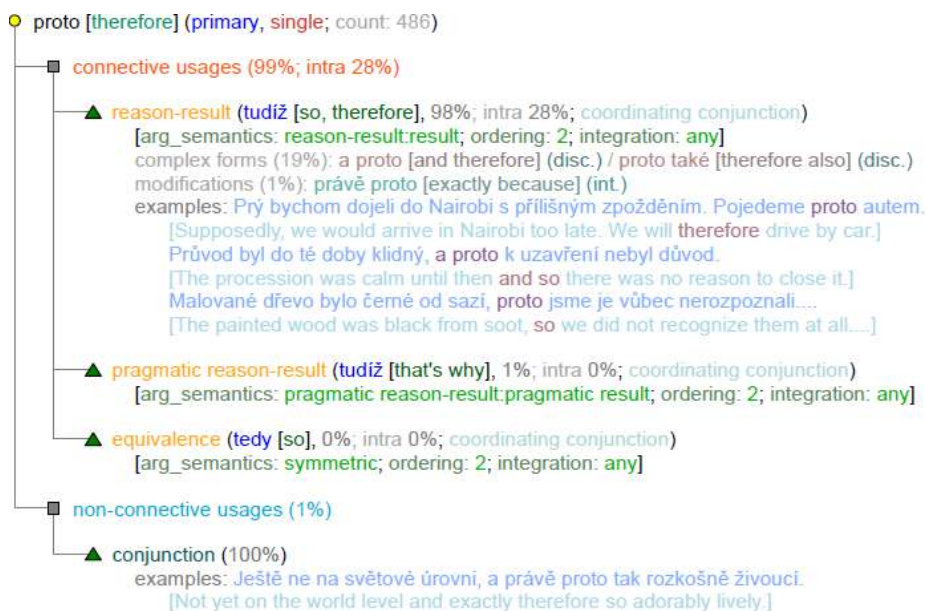 proto [therefore] (primary, single; count: 486)
connective usages (99%; intra 28%)
reason-result (tudíž [so, therefore], 98%; intra 28%; coordinating conjunction)
[arg_semantics: reason-result:result; ordering: 2; integration: any]
complex forms (19%): a proto [and therefore] (disc.) / proto také [therefore also] (disc.)
modifications (1%): právě proto [exactly because] (int.)
examples: Prý bychom dojeli do Nairobi s přílišným zpožděním. Pojedeme proto autem.
[Supposedly, we would arrive in Nairobi too late. We will therefore drive by car.]
Průvod byl do té doby klidný, a proto k uzavření nebyl důvod.
[The procession was calm until then and so there was no reason to close it.]
Malované dřevo bylo černé od sazí, proto jsme je vůbec nerozpoznali....
[The painted wood was black from soot, so we did not recognize them at all....]
pragmatic reason-result (tudíž [that's why], 1%; intra 0%; coordinating conjunction)
[arg_semantics: pragmatic reason-result:pragmatic result; ordering: 2; integration: any]
equivalence (tedy [so], 0%; intra 0%; coordinating conjunction)
[arg_semantics: symmetric; ordering: 2; integration: any]
non-connective usages (1%)
conjunction (100%)
examples: Ještě ne na světové úrovni, a právě proto tak rozkošně živoucí.
[Not yet on the world level and exactly therefore so adorably lively.]